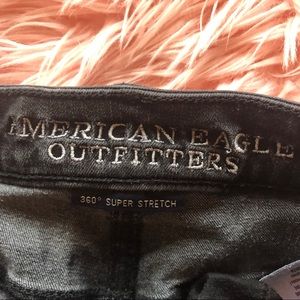 AMERICAN EAGLE
OUTFITTERS
360° SUPER STRETCH